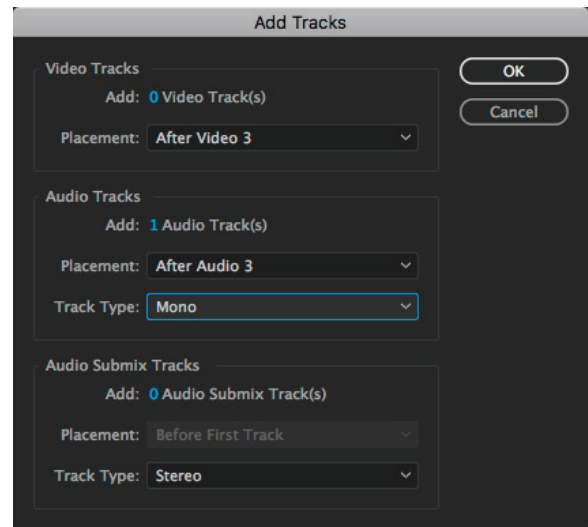 Add Tracks
Video Tracks
Add: 0 Video Track(s)
Placement: After Video 3
OK
Cancel
Audio Tracks
Add: 1 Audio Track(s)
Placement: After Audio 3
Track Type: Mono
Audio Submix Tracks
Add: 0 Audio Submix Track(s)
Placement: Before First Track
Track Type: Stereo